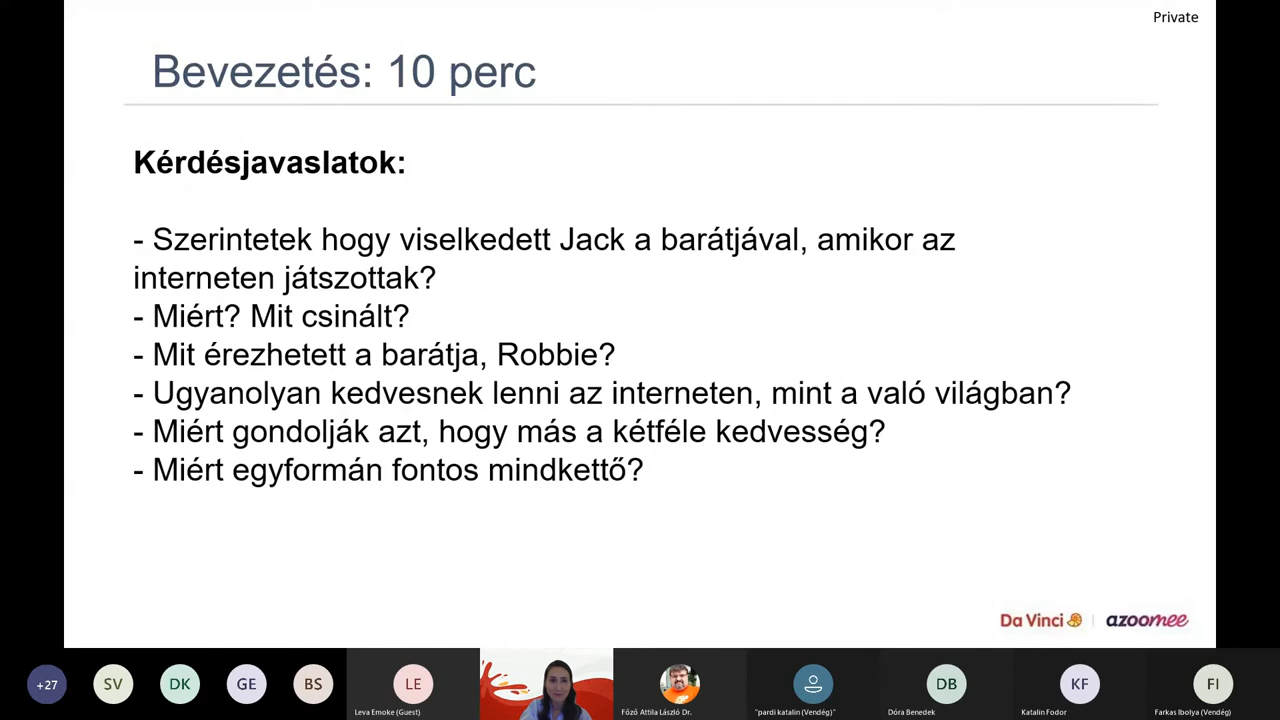 Private
Bevezetés: 10 perc
Kérdésjavaslatok:
- Szerintetek hogy viselkedett Jack a barátjával, amikor az
interneten játszottak?
- Miért? Mit csinált?
- Mit érezhetett a barátja, Robbie?
- Ugyanolyan kedvesnek lenni az interneten, mint a való világban?
- Miért gondolják azt, hogy más a kétféle kedvesség?
- Miért egyformán fontos mindkettő?
Da Vinci | azoomee
+27 SV DK GE BS LE DB KF FI
Leva Emoke (Guest) Főző Attila László Dr. "pardi katalin (Vendég)" Dóra Benedek Katalin Fodor Farkas Ibolya (Vendég)